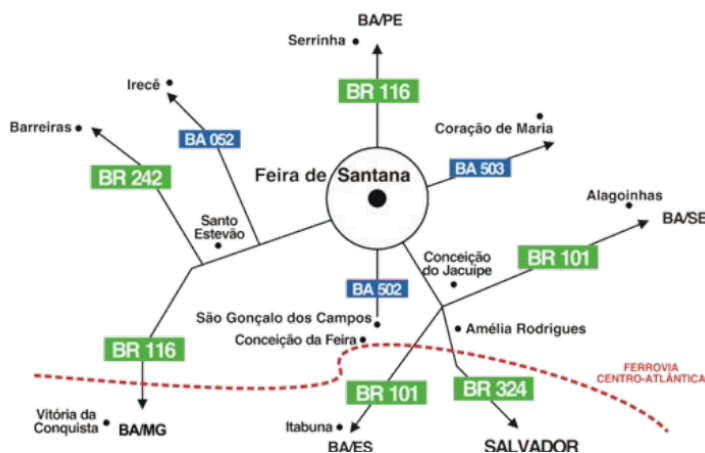 BA/PE
Serrinha
Irecê
BR 116
Coração de Maria
Barreiras
BA 052
BA 503
BR 242
Feira de Santana
Alagoinhas
Santo
Estevão
BA/SE
Conceição
do Jacuipe
BR 101
BA 502
São Gonçalo dos Campos
Amélia Rodrigues
Conceição da Feira
BR 116
FERROVIA
CENTRO-ATLÂNTICA
BR 101
BR 324
Vitória da
Conquista
BA/MG
Itabuna
BA/ES
SALVADOR